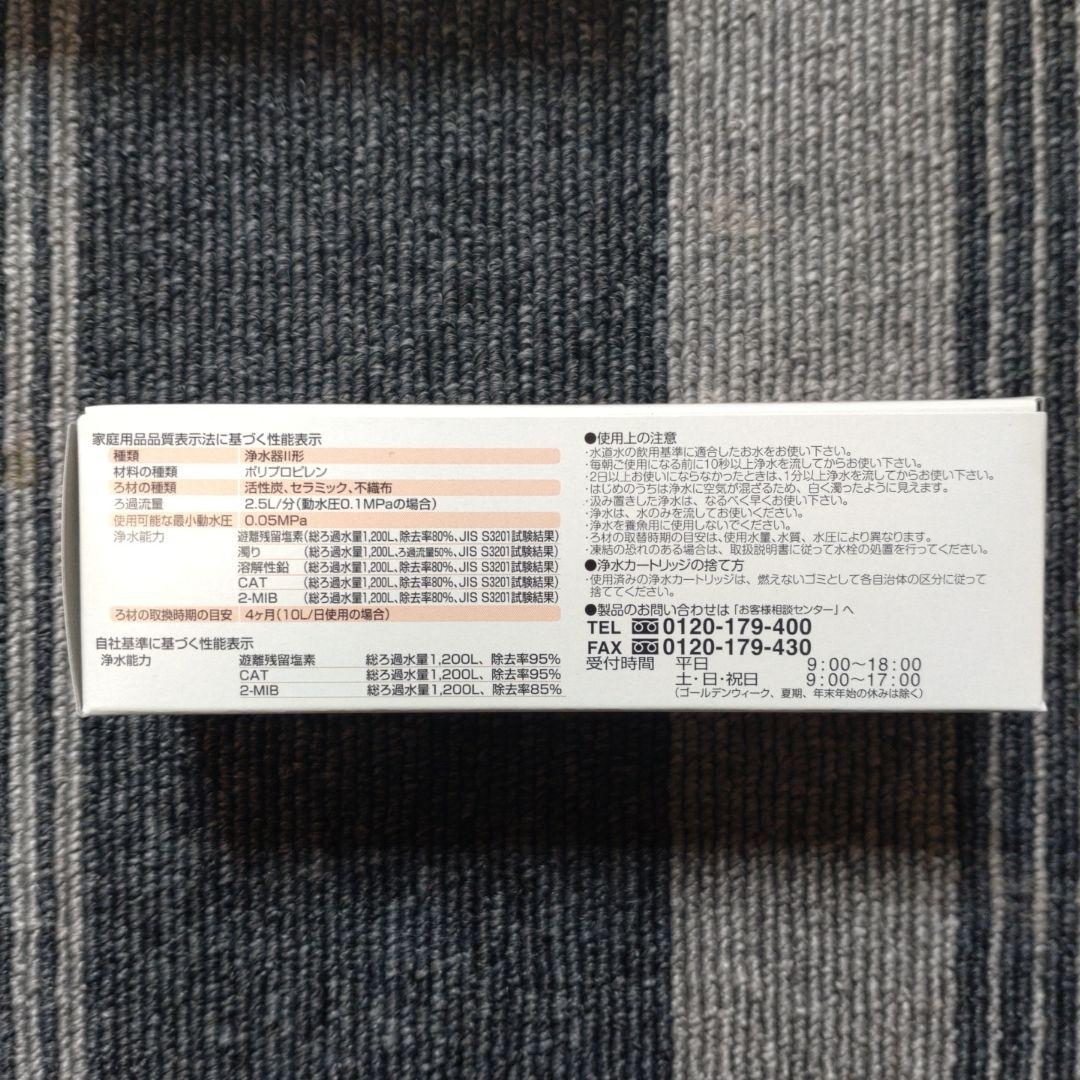 家庭用品品質表示法に基づく性能表示
種類 浄水器II形
材料の種類 ポリプロピレン
ろ材の種類 活性炭、セラミック、不織布
ろ過流量 2.5L/分(動水圧0.1MPaの場合)
使用可能な最小動水圧 0.05MPa
浄水能力 遊離残留塩素(総ろ過水量1,200L、除去率80%、JIS S3201試験結果)
濁り (総ろ過水量1,200L、ろ過流量50%、JIS S3201試験結果)
溶解性鉛 (総ろ過水量1,200L、除去率80%、JIS S3201試験結果)
CAT (総ろ過水量1,200L、除去率80%、JIS S3201試験結果)
2-MIB (総ろ過水量1,200L、除去率80%、JIS S3201試験結果)
ろ材の取換時期の目安 4ヶ月(10L/日使用の場合)
自社基準に基づく性能表示
浄水能力 遊離残留塩素 総ろ過水量1,200L、除去率95%
CAT 総ろ過水量1,200L、除去率95%
2-MIB 総ろ過水量1,200L、除去率85%
●使用上の注意
・水道水の飲用基準に適合したお水をお使い下さい。
・毎朝ご使用になる前に10秒以上浄水を流してからお使い下さい。
・2日以上お使いにならなかったときは、1分以上浄水を流してからお使い下さい。
・はじめのうちは浄水に空気が混ざるため、白く濁ったように見えます。
・汲み置きした浄水は、なるべく早くお使い下さい。
・浄水は、水のみを流してお使いください。
・浄水を養魚用に使用しないでください。
・ろ材の取替時期の目安は、使用水量、水質、水圧により異なります。
・凍結の恐れのある場合は、取扱説明書に従って水栓の処置を行ってください。
●浄水カートリッジの捨て方
・使用済みの浄水カートリッジは、燃えないゴミとして各自治体の区分に従って
捨ててください。
●製品のお問い合わせは「お客様相談センター」へ
TEL 0120-179-400
FAX 0120-179-430
受付時間 平日 9:00~18:00
土・日・祝日 9:00~17:00
(ゴールデンウィーク、夏期、年末年始の休みは除く)